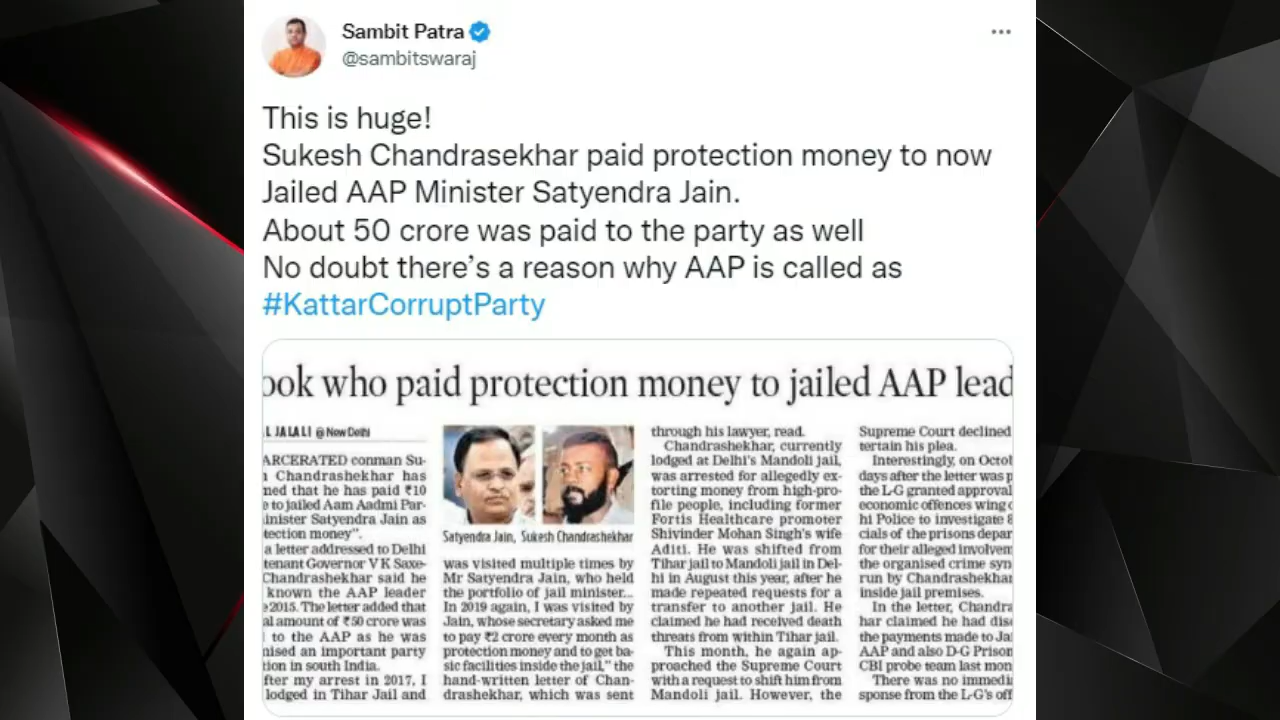 Sambit Patra
@sambitswaraj
This is huge!
Sukesh Chandrasekhar paid protection money to now
Jailed AAP Minister Satyendra Jain.
About 50 crore was paid to the party as well
No doubt there's a reason why AAP is called as
#KattarCorruptParty
ook who paid protection money to jailed AAP lead
L JALALI @ New Delhi
ARCERATED conman Su-
Chandrashekhar has
ned that he has paid ₹10
e to jailed Aam Aadmi Par-
inister Satyendra Jain as
tection money".
a letter addressed to Delhi
tenant Governor V K Saxe-
Chandrashekhar said he
known the AAP leader
2015. The letter added that
al amount of ₹50 crore was
to the AAP as he was
nised an important party
tion in south India.
fter my arrest in 2017, I
lodged in Tihar Jail and
Satyendra Jain, Sukesh Chandrashekhar
was visited multiple times by
Mr Satyendra Jain, who held
the portfolio of jail minister...
In 2019 again, I was visited by
Jain, whose secretary asked me
to pay ₹2 crore every month as
protection money and to get ba-
sic facilities inside the jail," the
hand-written letter of Chan-
drashekhar, which was sent
through his lawyer, read.
Chandrashekhar, currently
lodged at Delhi's Mandoli jail,
was arrested for allegedly ex-
torting money from high-pro-
file people, including former
Fortis Healthcare promoter
Shivinder Mohan Singh's wife
Aditi. He was shifted from
Tihar jail to Mandoli jail in Del-
hi in August this year, after he
made repeated requests for a
transfer to another jail. He
claimed he had received death
threats from within Tihar jail.
This month, he again ap-
proached the Supreme Court
with a request to shift him from
Mandoli jail. However, the
Supreme Court declined
tertain his plea.
Interestingly, on Octo
days after the letter was p
the L-G granted approval
economic offences wing
hi Police to investigate 8
cials of the prisons depar
for their alleged involvem
the organised crime syn
run by Chandrashekhar
inside jail premises.
In the letter, Chandra
har claimed he had disc
the payments made to Ja
AAP and also D-G Prison
CBI probe team last mon
There was no immedi
sponse from the L-G's off